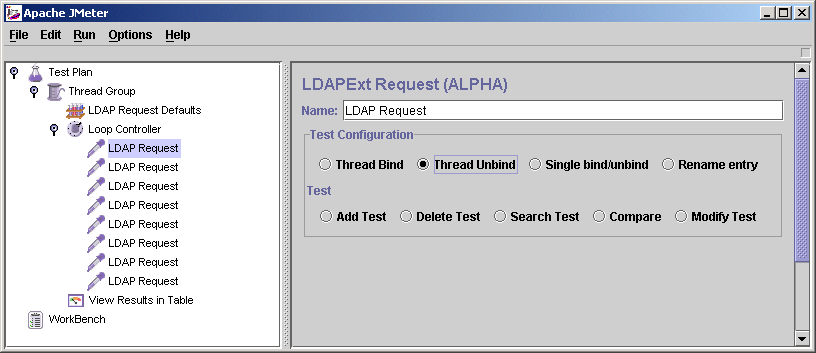 Apache JMeter
File Edit Run Options Help
Test Plan
Thread Group
LDAP Request Defaults
Loop Controller
LDAP Request
LDAP Request
LDAP Request
LDAP Request
LDAP Request
LDAP Request
LDAP Request
LDAP Request
View Results in Table
WorkBench
LDAPExt Request (ALPHA)
Name: LDAP Request
Test Configuration
Thread Bind Thread Unbind Single bind/unbind Rename entry
Test
Add Test Delete Test Search Test Compare Modify Test